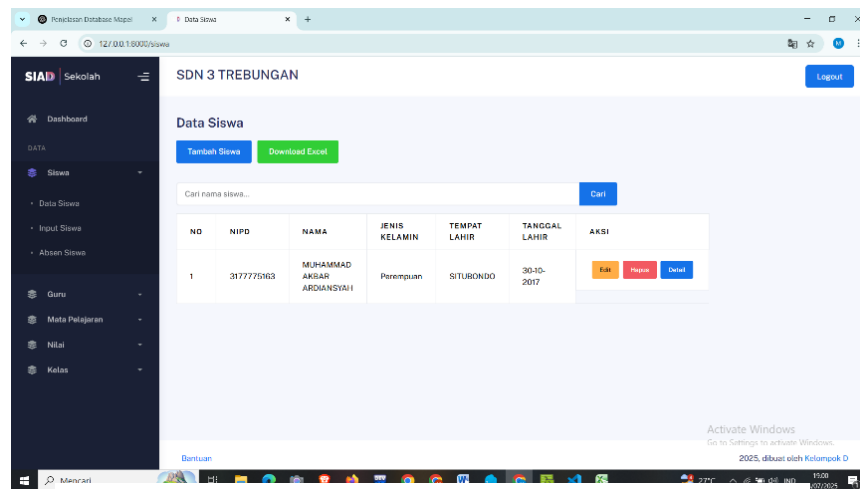 Penjelasan Database Mapel
Data Siswa
127.0.0.1:8000/siswa
M
SIAD Sekolah
SDN 3 TREBUNGAN
Logout
Dashboard
DATA
Siswa
Data Siswa
Input Siswa
Absen Siswa
Guru
Mata Pelajaran
Nilai
Kelas
Data Siswa
Tambah Siswa
Download Excel
Cari nama siswa...
Cari
NO NIPD NAMA JENIS KELAMIN TEMPAT LAHIR TANGGAL LAHIR AKSI
1 3177775163 MUHAMMAD AKBAR ARDIANSYAH Perempuan SITUBONDO 30-10-2017 Edit Hapus Detail
Activate Windows
Go to Settings to activate Windows.
Bantuan
2025, dibuat oleh Kelompok D
Mencari
27°C
IND
15.00
/07/2025